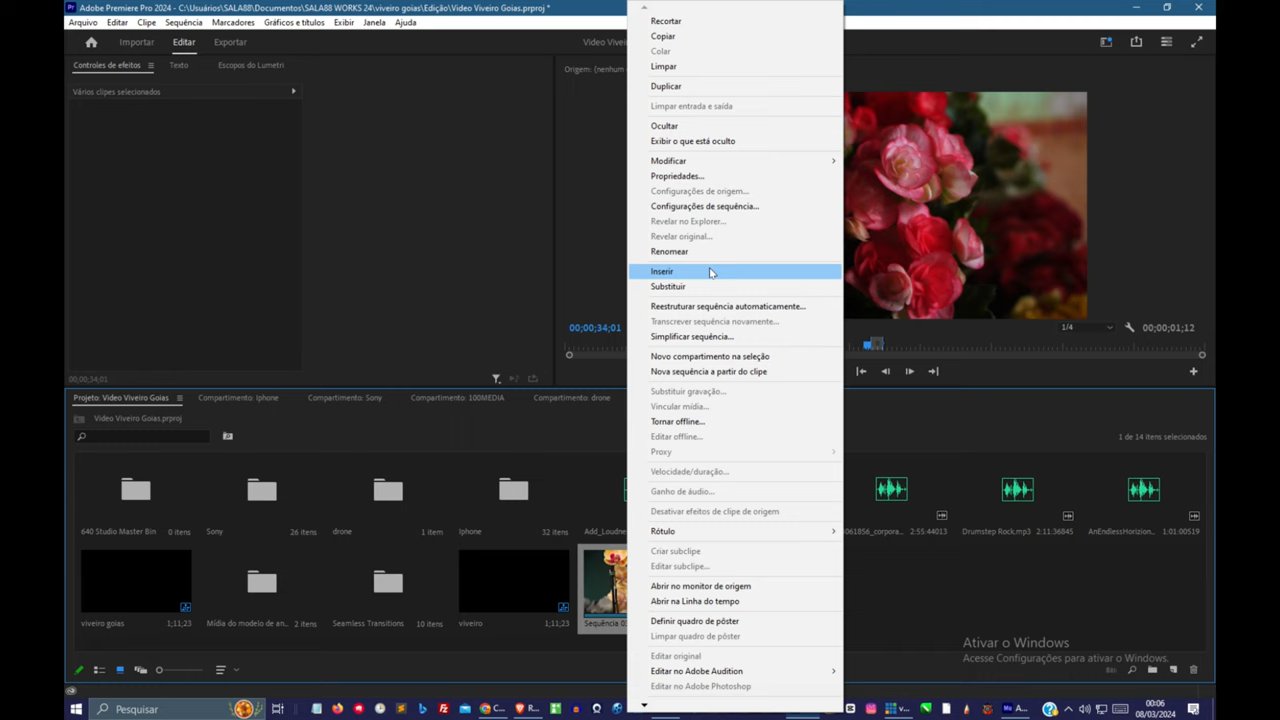 Adobe Premiere Pro 2024 - C:\Usuários\SALA88\Documentos\SALA88 WORKS 24\viveiro goias\Edição\Video Viveiro Goias.prproj *
Arquivo Editar Clipe Sequência Marcadores Gráficos e títulos Exibir Janela Ajuda
Importar Editar Exportar
Controles de efeitos Texto Escopos do Lumetri
Vários clipes selecionados
00;00;34;01
Origem: (nenhum
00;00;34;01
Recortar
Copiar
Colar
Limpar
Duplicar
Limpar entrada e saída
Ocultar
Exibir o que está oculto
Modificar
Propriedades...
Configurações de origem...
Configurações de sequência...
Revelar no Explorer...
Revelar original...
Renomear
Inserir
Substituir
Reestruturar sequência automaticamente...
Transcrever sequência novamente...
Simplificar sequência...
Novo compartimento na seleção
Nova sequência a partir do clipe
Substituir gravação...
Vincular mídia...
Tornar offline...
Editar offline...
Proxy
Velocidade/duração...
Ganho de áudio...
Desativar efeitos de clipe de origem
Rótulo
Criar subclipe
Editar subclipe...
Abrir no monitor de origem
Abrir na Linha do tempo
Definir quadro de pôster
Limpar quadro de pôster
Editar original
Editar no Adobe Audition
Editar no Adobe Photoshop
1/4 00;00;01;12
Projeto: Video Viveiro Goias Compartimento: Iphone Compartimento: Sony Compartimento: 100MEDIA Compartimento: drone
Video Viveiro Goias.prproj
1 de 14 itens selecionados
640 Studio Master Bin 0 itens Sony 26 itens drone 1 item Iphone 32 itens 2:55:44013 Drumstep Rock.mp3 2:11:36845 AnEndlessHorizon... 1:01:00519
viveiro goias 1;11;23 Mídia do modelo de an... 2 itens Seamless Transitions 10 itens viveiro 1;11;23
Ativar o Windows
Acesse Configurações para ativar o Windows.
Pesquisar
00:06
08/03/2024